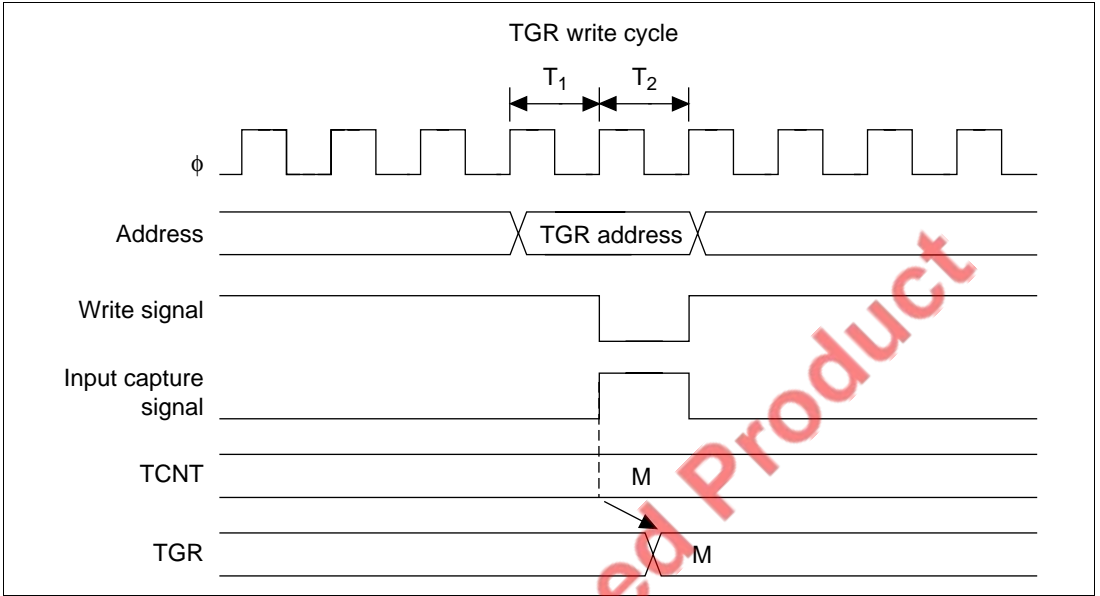 TGR write cycle
T1 T2
ϕ
Address
TGR address
Write signal
Input capture
signal
TCNT
M
TGR
M
ed Product